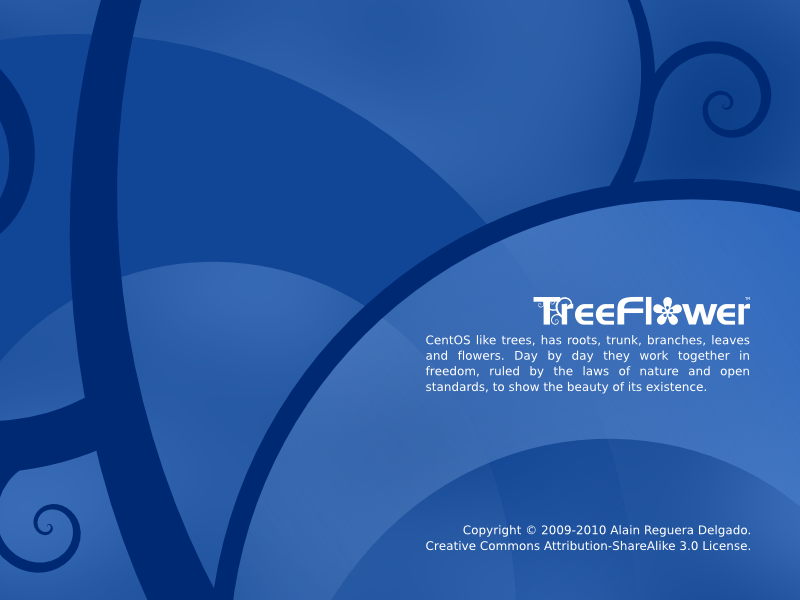 TreeFlower™
CentOS like trees, has roots, trunk, branches, leaves
and flowers. Day by day they work together in
freedom, ruled by the laws of nature and open
standards, to show the beauty of its existence.
Copyright © 2009-2010 Alain Reguera Delgado.
Creative Commons Attribution-ShareAlike 3.0 License.